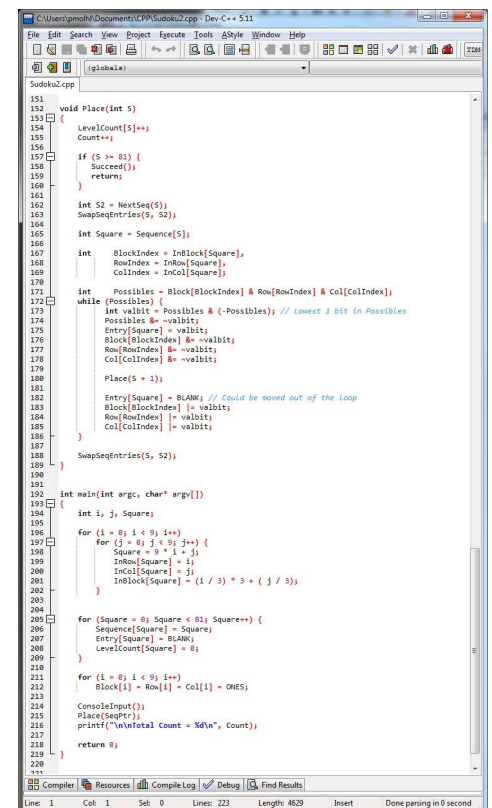 C:\Users\pmolhl\Documents\CPP\Sudoku2.cpp - Dev-C++ 5.11
File Edit Search View Project Execute Tools AStyle Window Help
TDM
(globals)
Sudoku2.cpp
151
152 void Place(int S)
153 {
154 LevelCount[S]++;
155 Count++;
156
157 if (S >= 81) {
158 Succeed();
159 return;
160 }
161
162 int S2 = NextSeq(S);
163 SwapSeqEntries(S, S2);
164
165 int Square = Sequence[S];
166
167 int BlockIndex = InBlock[Square],
168 RowIndex = InRow[Square],
169 ColIndex = InCol[Square];
170
171 int Possibles = Block[BlockIndex] & Row[RowIndex] & Col[ColIndex];
172 while (Possibles) {
173 int valbit = Possibles & (-Possibles); // Lowest 1 bit in Possibles
174 Possibles &= ~valbit;
175 Entry[Square] = valbit;
176 Block[BlockIndex] &= ~valbit;
177 Row[RowIndex] &= ~valbit;
178 Col[ColIndex] &= ~valbit;
179
180 Place(S + 1);
181
182 Entry[Square] = BLANK; // Could be moved out of the loop
183 Block[BlockIndex] |= valbit;
184 Row[RowIndex] |= valbit;
185 Col[ColIndex] |= valbit;
186 }
187
188 SwapSeqEntries(S, S2);
189 }
190
191
192 int main(int argc, char* argv[])
193 {
194 int i, j, Square;
195
196 for (i = 0; i < 9; i++)
197 for (j = 0; j < 9; j++) {
198 Square = 9 * i + j;
199 InRow[Square] = i;
200 InCol[Square] = j;
201 InBlock[Square] = (i / 3) * 3 + ( j / 3);
202 }
203
204
205 for (Square = 0; Square < 81; Square++) {
206 Sequence[Square] = Square;
207 Entry[Square] = BLANK;
208 LevelCount[Square] = 0;
209 }
210
211 for (i = 0; i < 9; i++)
212 Block[i] = Row[i] = Col[i] = ONES;
213
214 ConsoleInput();
215 Place(SeqPtr);
216 printf("\n\nTotal Count = %d\n", Count);
217
218 return 0;
219 }
220
221
Compiler Resources Compile Log Debug Find Results
Line: 1 Col: 1 Sel: 0 Lines: 223 Length: 4629 Insert Done parsing in 0 second